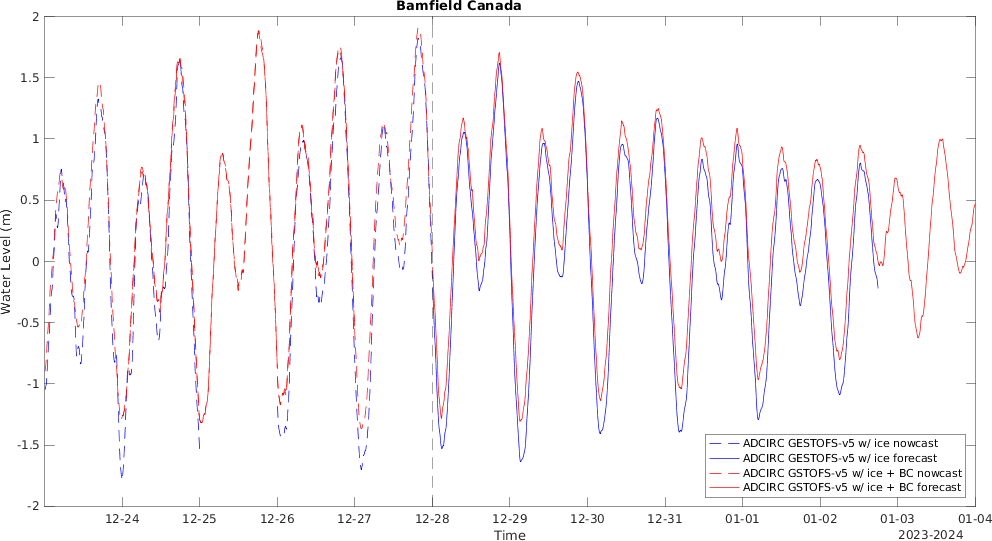 Bamfield Canada
2
1.5
1
0.5
0
-0.5
-1
-1.5
-2
Water Level (m)
12-24 12-25 12-26 12-27 12-28 12-29 12-30 12-31 01-01 01-02 01-03 01-04
Time
2023-2024
ADCIRC GESTOFS-v5 w/ ice nowcast
ADCIRC GESTOFS-v5 w/ ice forecast
ADCIRC GSTOFS-v5 w/ ice + BC nowcast
ADCIRC GSTOFS-v5 w/ ice + BC forecast